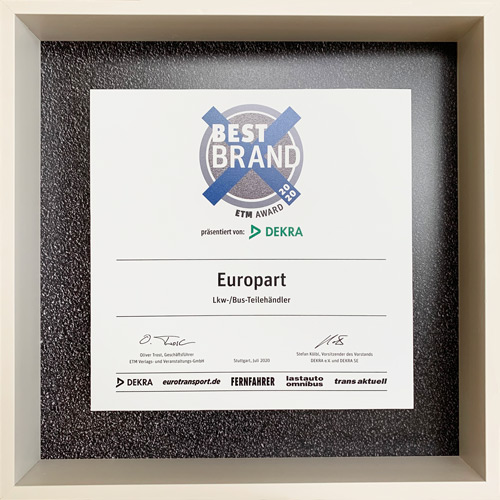 BEST
BRAND
ETM AWARD 2020
präsentiert von: DEKRA
Europart
Lkw-/Bus-Teilehändler
Oliver Trost, Geschäftsführer
ETM Verlags- und Veranstaltungs-GmbH
Stuttgart, Juli 2020
Stefan Kölbl, Vorsitzender des Vorstands
DEKRA e.V. und DEKRA SE
DEKRA eurotransport.de FERNFAHRER lastauto omnibus trans aktuell